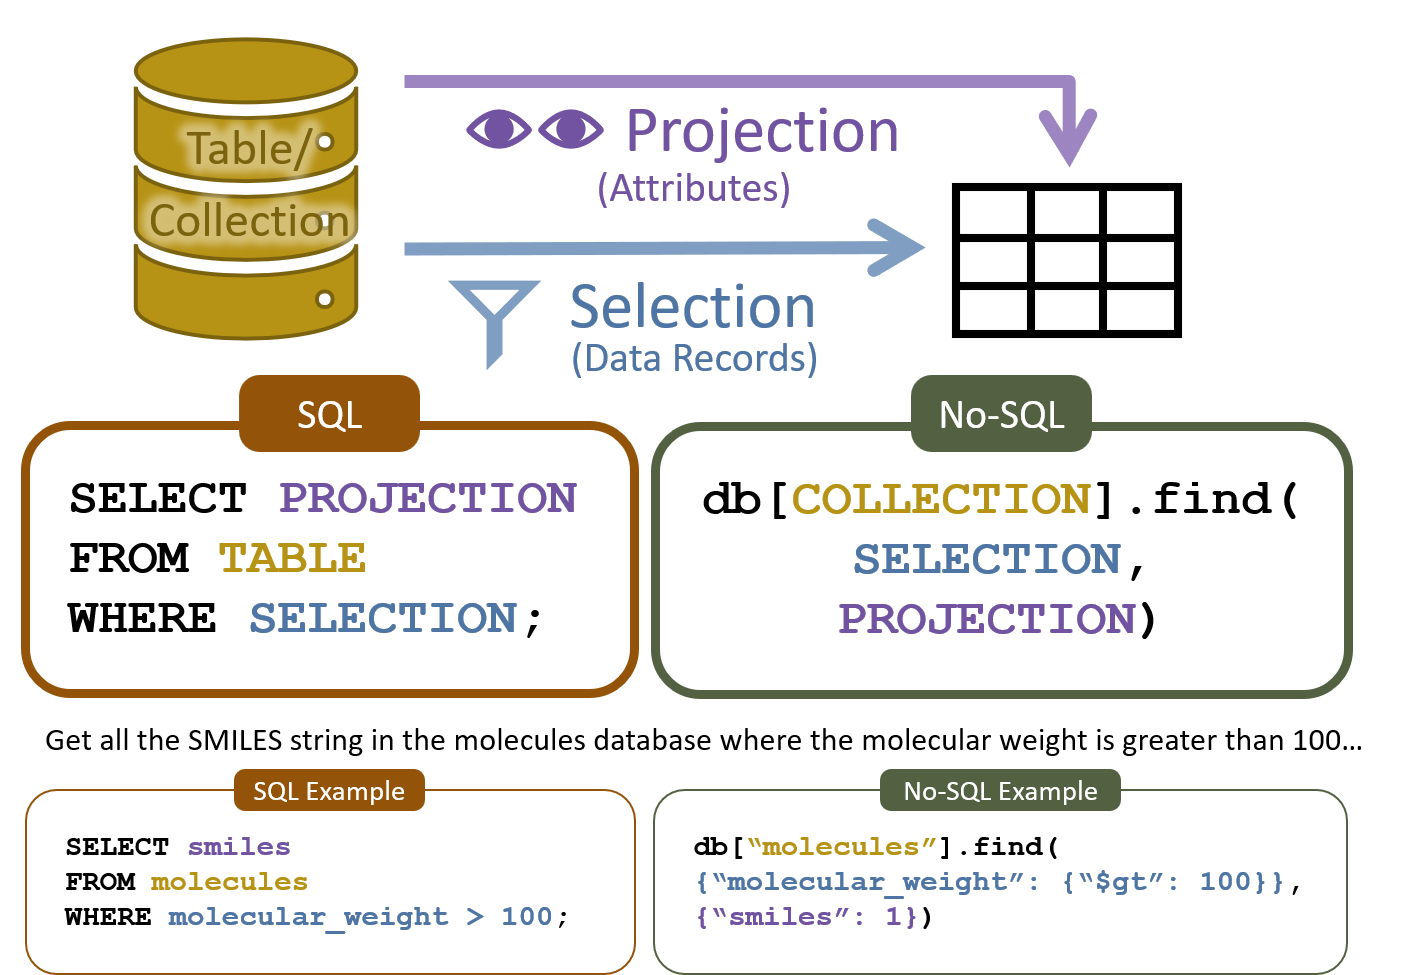 Table/
Collection
Projection
(Attributes)
Selection
(Data Records)
SQL
SELECT PROJECTION
FROM TABLE
WHERE SELECTION;
No-SQL
db[COLLECTION].find(
SELECTION,
PROJECTION)
Get all the SMILES string in the molecules database where the molecular weight is greater than 100…
SQL Example
SELECT smiles
FROM molecules
WHERE molecular_weight > 100;
No-SQL Example
db[“molecules”].find(
{“molecular_weight”: {“$gt”: 100}},
{“smiles”: 1})